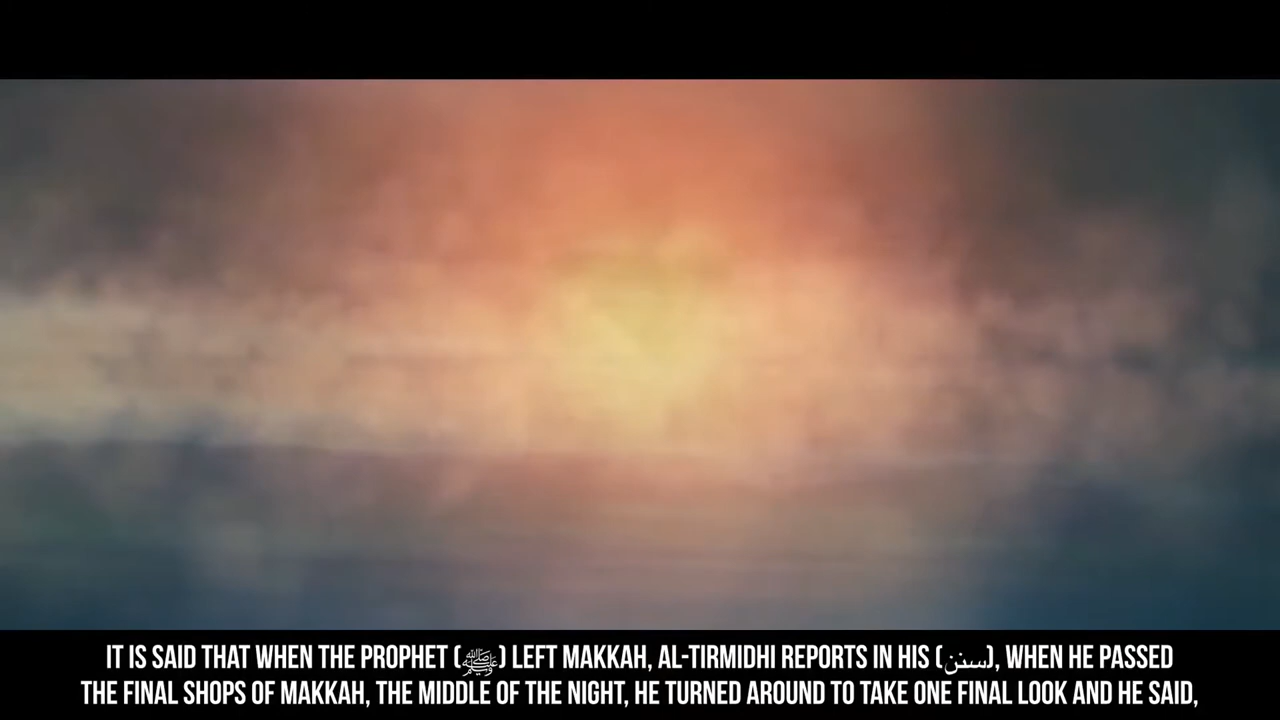 IT IS SAID THAT WHEN THE PROPHET (ﷺ) LEFT MAKKAH, AL-TIRMIDHI REPORTS IN HIS (سنن), WHEN HE PASSED
THE FINAL SHOPS OF MAKKAH, THE MIDDLE OF THE NIGHT, HE TURNED AROUND TO TAKE ONE FINAL LOOK AND HE SAID,